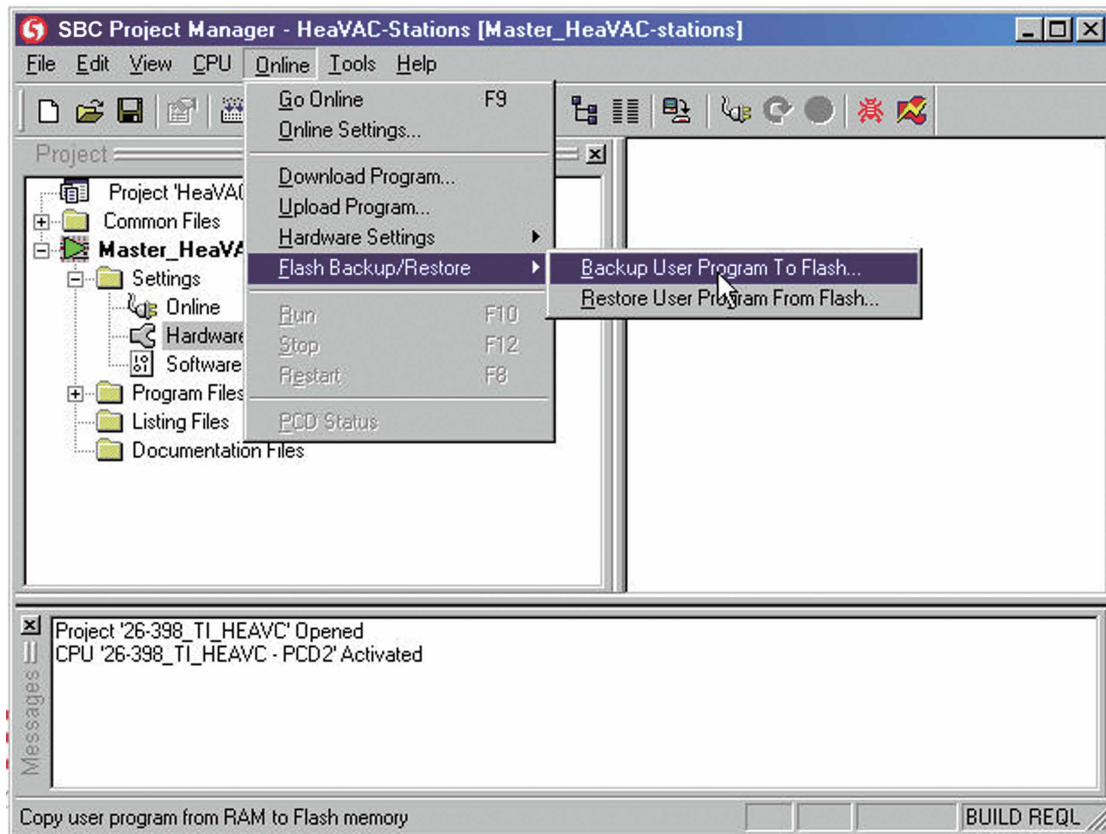 SBC Project Manager - HeaVAC-Stations [Master_HeaVAC-stations]
File Edit View CPU Online Tools Help
Project
Project 'HeaVA
Common Files
Master_HeaVA
Settings
Online
Hardware
Software
Program Files
Listing Files
Documentation Files
Go Online F9
Online Settings...
Download Program...
Upload Program...
Hardware Settings
Flash Backup/Restore
Run F10
Stop F12
Restart F8
PCD Status
Backup User Program To Flash...
Restore User Program From Flash...
Messages
Project '26-398_TI_HEAVC' Opened
CPU '26-398_TI_HEAVC - PCD2' Activated
Copy user program from RAM to Flash memory
BUILD REQL